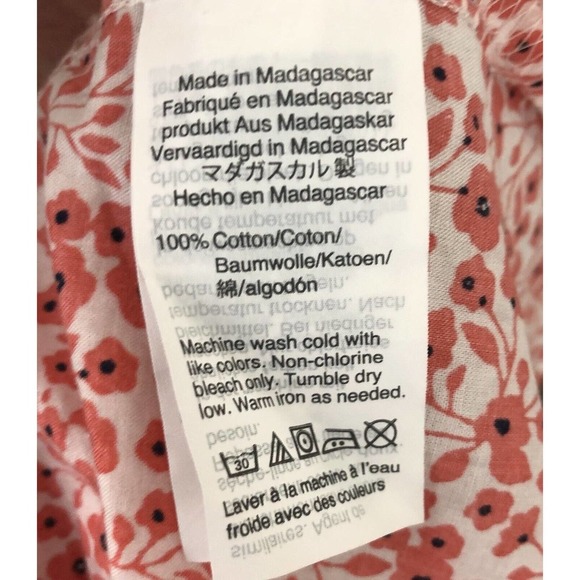 Made in Madagascar
Fabriqué en Madagascar
produkt Aus Madagaskar
Vervaardigd in Madagascar
マダガスカル製
Hecho en Madagascar
100% Cotton/Coton/
Baumwolle/Katoen/
綿/algodón
Machine wash cold with
like colors. Non-chlorine
bleach only. Tumble dry
low. Warm iron as needed.
30
Laver à la machine à l'eau
froide avec des couleurs